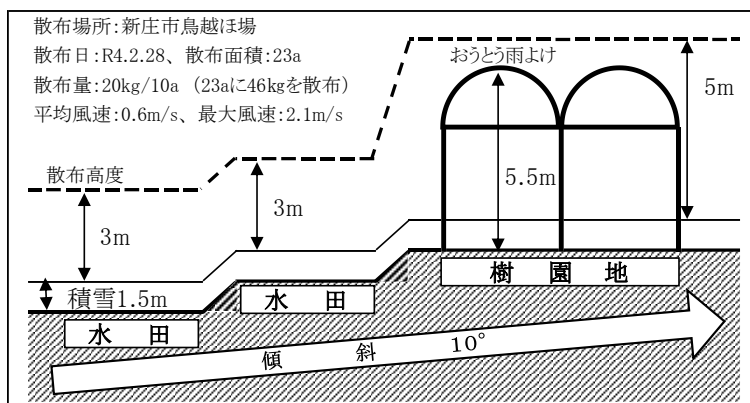 散布場所:新庄市鳥越ほ場
散布日:R4.2.28、散布面積:23a
散布量:20kg/10a (23aに46kgを散布)
平均風速:0.6m/s、最大風速:2.1m/s
おうとう雨よけ
5m
散布高度
5.5m
3m
3m
積雪1.5m
樹園地
水田
水田
傾斜 10°